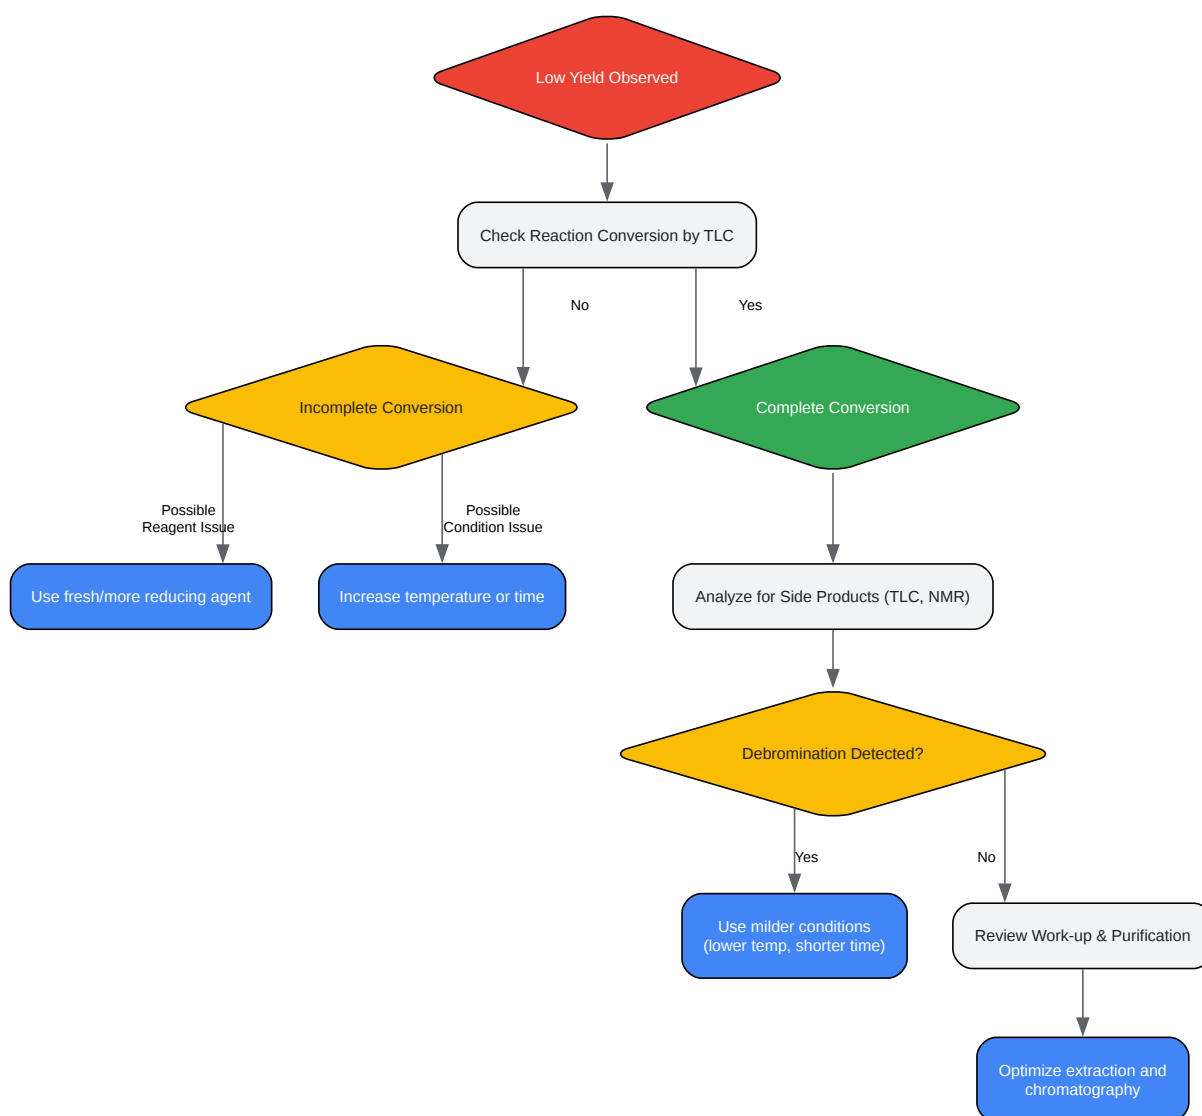 Low Yield Observed
Check Reaction Conversion by TLC
No
Yes
Incomplete Conversion
Complete Conversion
Possible
Reagent Issue
Possible
Condition Issue
Use fresh/more reducing agent
Increase temperature or time
Analyze for Side Products (TLC, NMR)
Debromination Detected?
Yes
No
Use milder conditions
(lower temp, shorter time)
Review Work-up & Purification
Optimize extraction and
chromatography